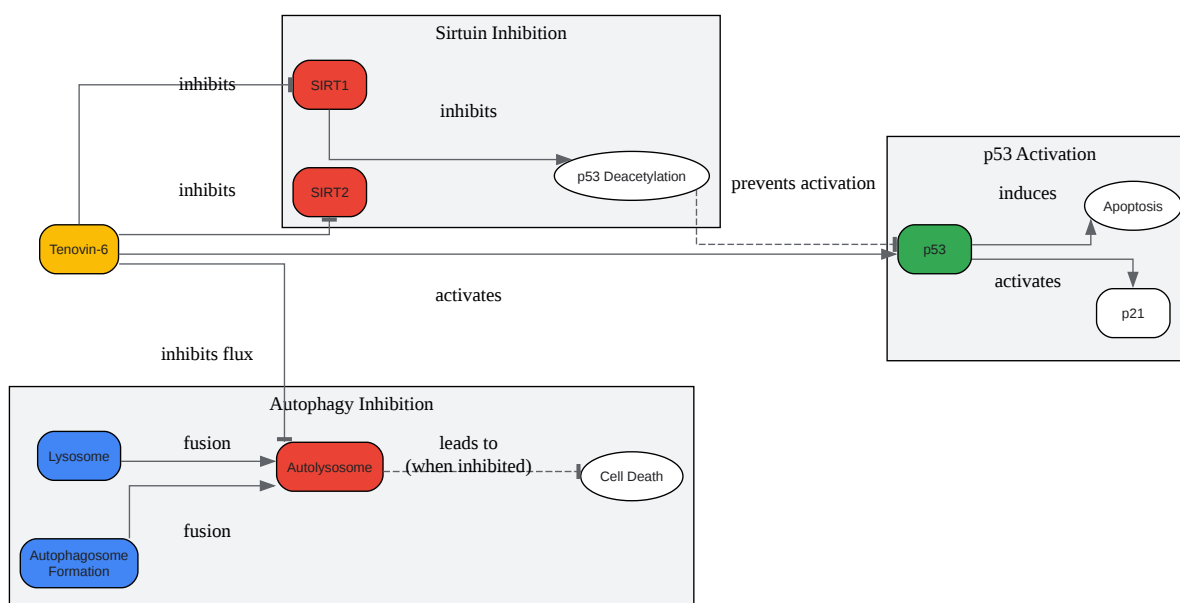 Sirtuin Inhibition
inhibits
SIRT1
inhibits
p53 Activation
p53 Deacetylation
prevents activation
inhibits
SIRT2
induces
Apoptosis
Tenovin-6
p53
activates
activates
p21
inhibits flux
Autophagy Inhibition
Lysosome
fusion
leads to
(when inhibited)
Autolysosome
Cell Death
fusion
Autophagosome
Formation